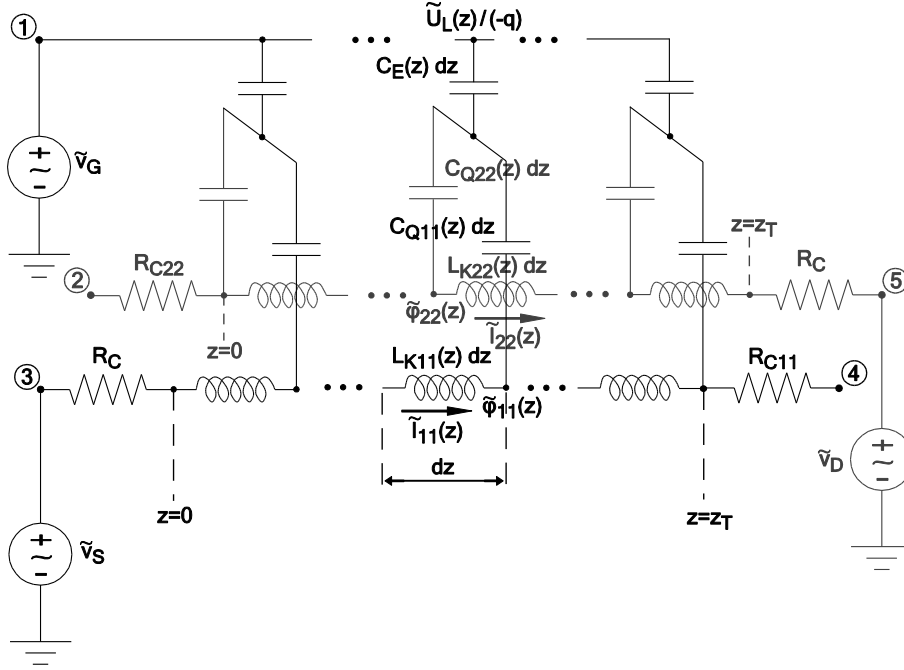 ① Ũ_L(z)/(-q)
C_E(z) dz
+
~
-
ṽ_G
C_Q22(z) dz
C_Q11(z) dz
z=z_T
② R_C22 L_K22(z) dz R_C ⑤
φ̃_22(z)
Ĩ_22(z)
z=0
③ R_C L_K11(z) dz R_C11 ④
φ̃_11(z)
Ĩ_11(z)
dz
+
~
-
ṽ_D
z=0 z=z_T
+
~
-
ṽ_S